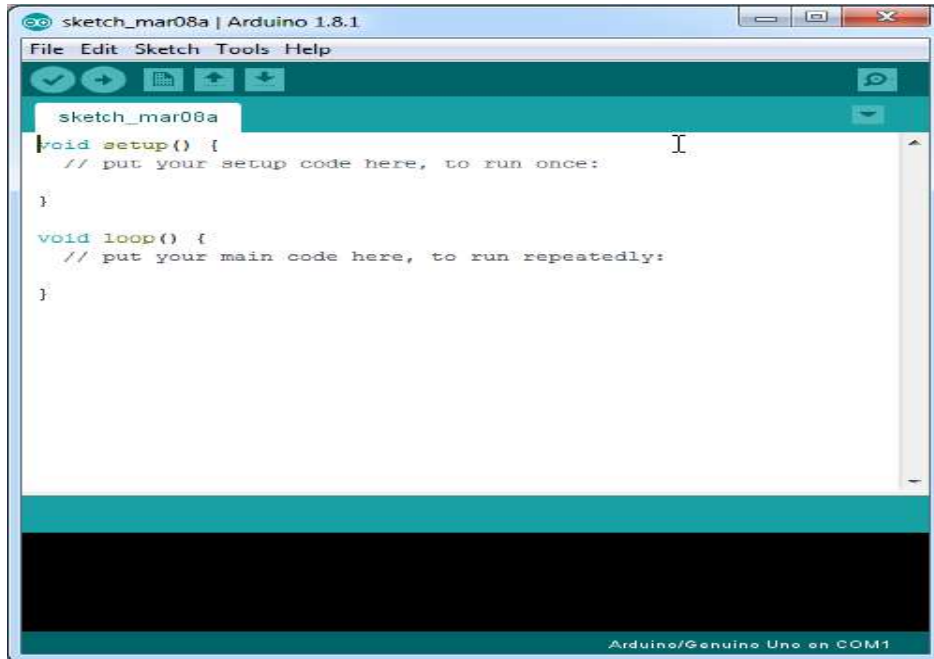 sketch_mar08a | Arduino 1.8.1
File Edit Sketch Tools Help
sketch_mar08a
void setup() {
  // put your setup code here, to run once:
}
void loop() {
  // put your main code here, to run repeatedly:
}
Arduino/Genuino Uno on COM1